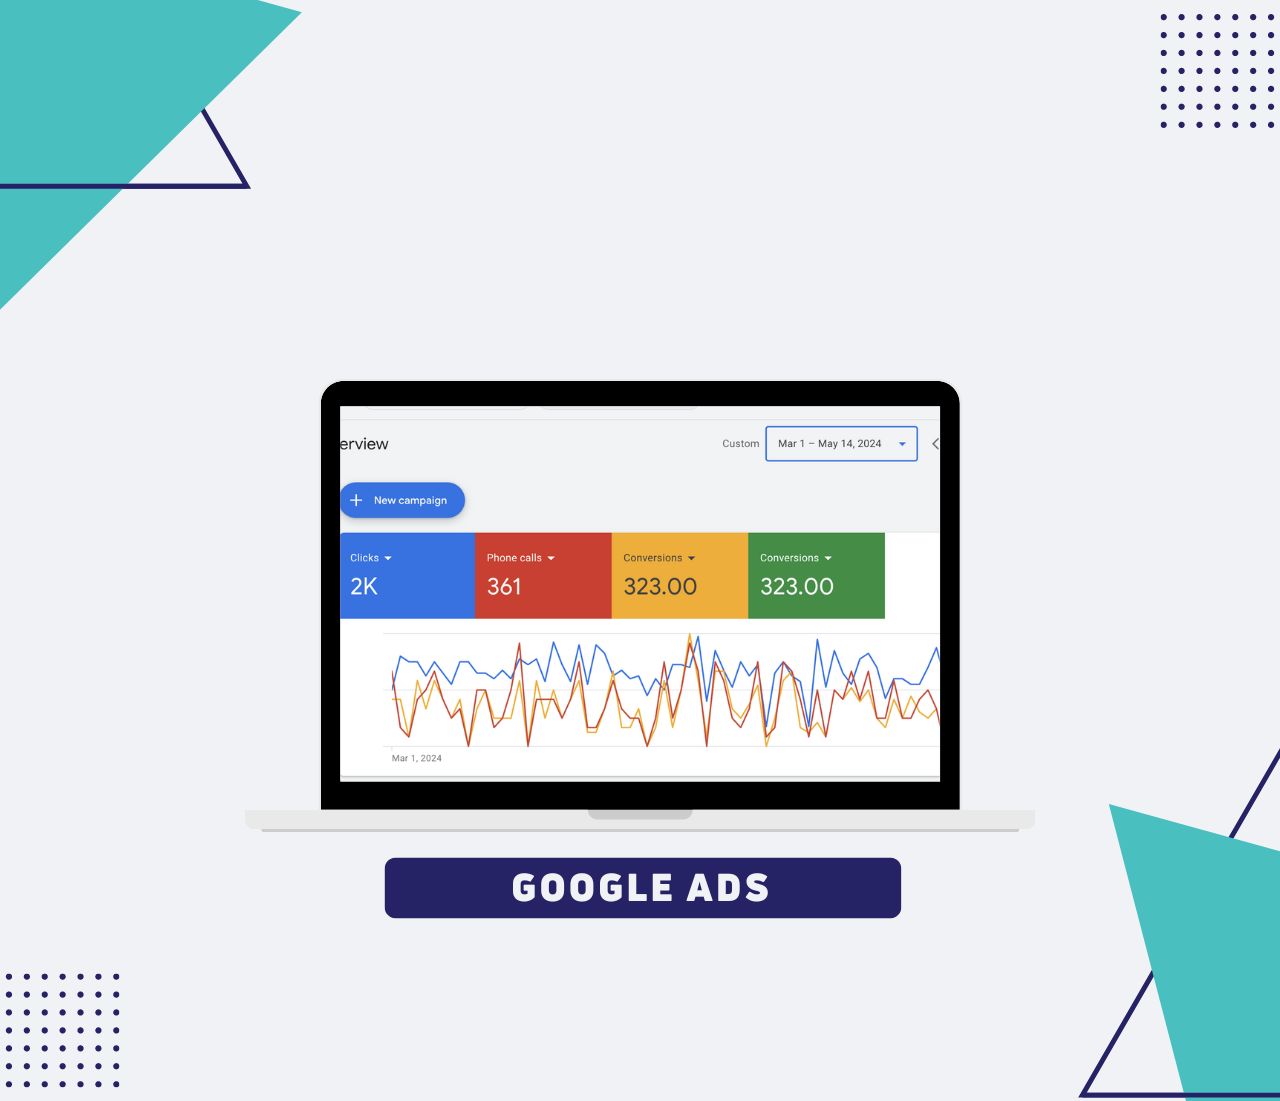 erview
Custom Mar 1 – May 14, 2024
New campaign
Clicks Phone calls Conversions Conversions
2K 361 323.00 323.00
Mar 1, 2024
GOOGLE ADS